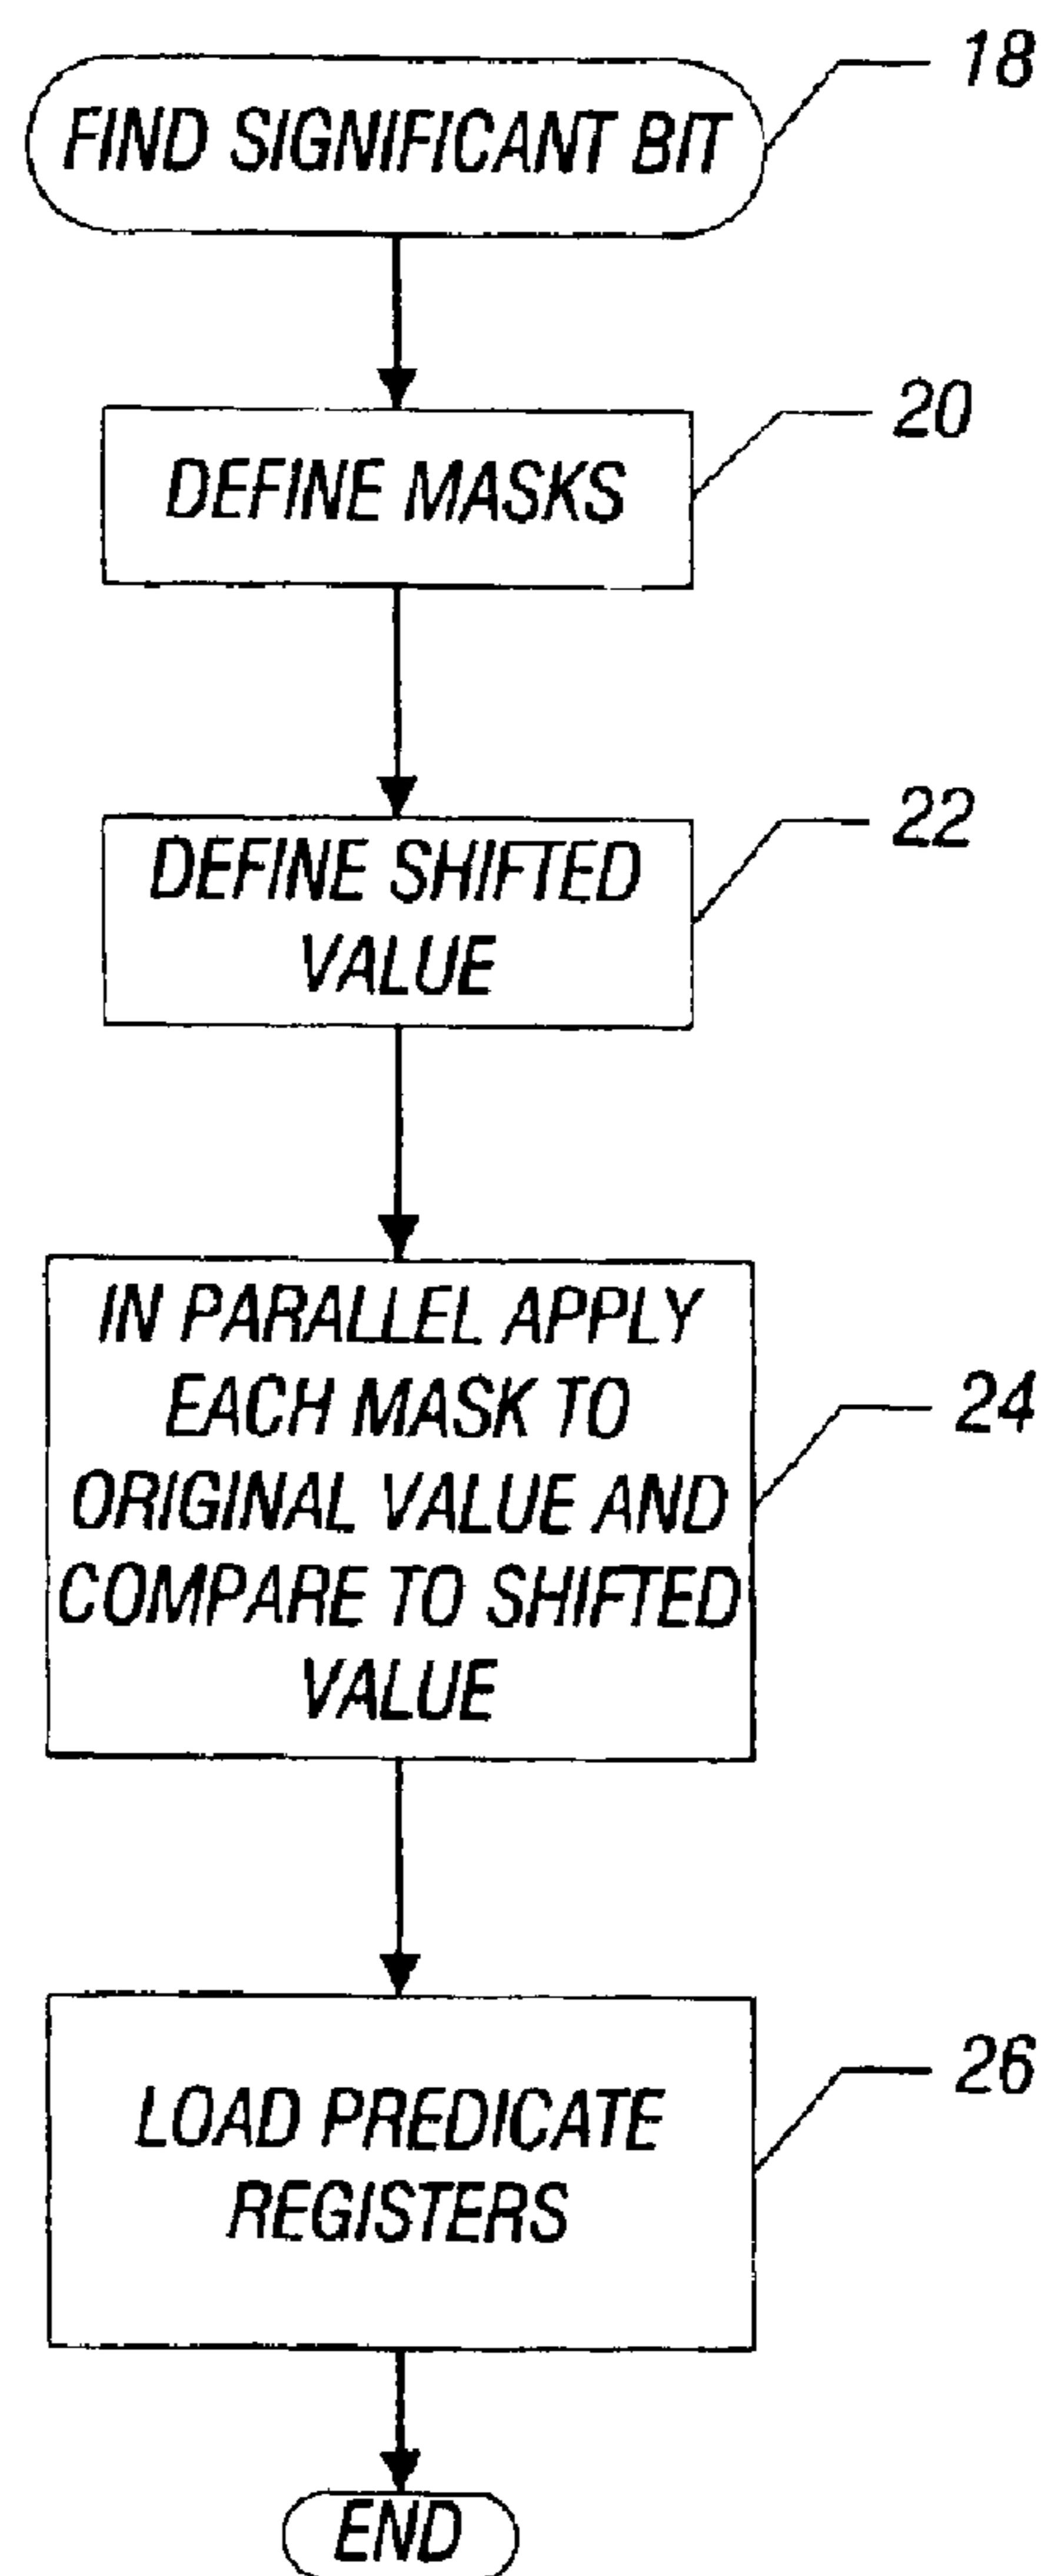 18
FIND SIGNIFICANT BIT
20
DEFINE MASKS
22
DEFINE SHIFTED
VALUE
IN PARALLEL APPLY
EACH MASK TO
24
ORIGINAL VALUE AND
COMPARE TO SHIFTED
VALUE
26
LOAD PREDICATE
REGISTERS
END